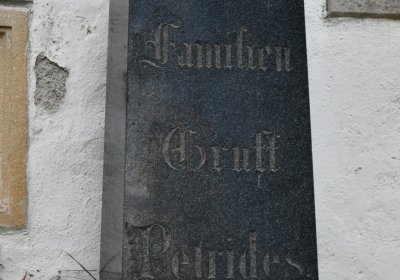 Familien
Gruft
Petrides